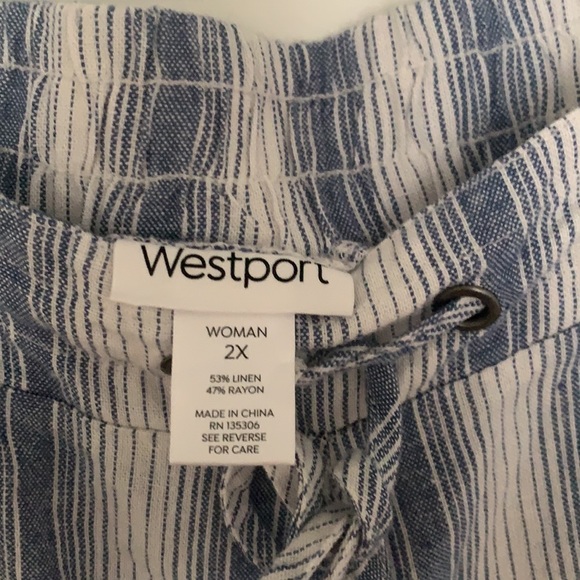 Westport
WOMAN
2X
53% LINEN
47% RAYON
MADE IN CHINA
RN 135306
SEE REVERSE
FOR CARE